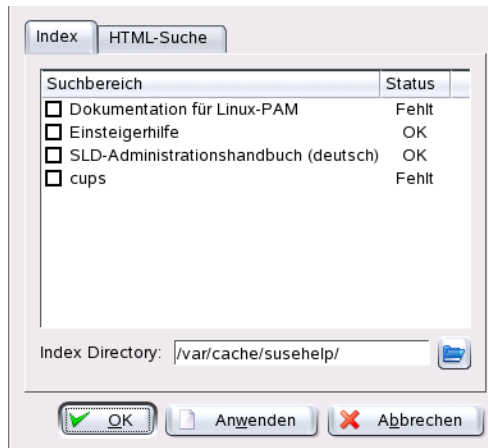 Index HTML-Suche
Suchbereich Status
Dokumentation für Linux-PAM Fehlt
Einsteigerhilfe OK
SLD-Administrationshandbuch (deutsch) OK
cups Fehlt
Index Directory: /var/cache/susehelp/
OK Anwenden Abbrechen